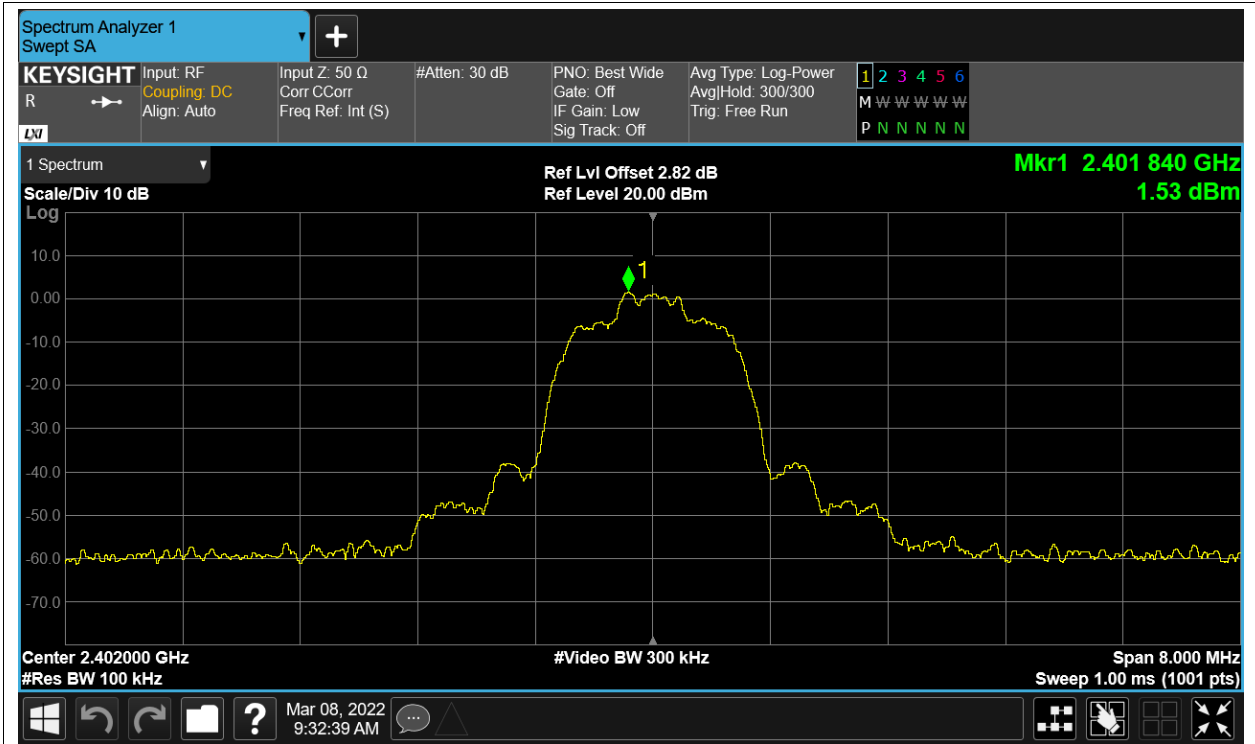 Spectrum Analyzer 1
Swept SA
KEYSIGHT
R
LXI
Input: RF
Coupling: DC
Align: Auto
Input Z: 50 Ω
Corr CCorr
Freq Ref: Int (S)
#Atten: 30 dB
PNO: Best Wide
Gate: Off
IF Gain: Low
Sig Track: Off
Avg Type: Log-Power
Avg|Hold: 300/300
Trig: Free Run
1 2 3 4 5 6
M W W W W W
P N N N N N
1 Spectrum
Scale/Div 10 dB
Log
Ref Lvl Offset 2.82 dB
Ref Level 20.00 dBm
Mkr1 2.401 840 GHz
1.53 dBm
10.0
1
0.00
-10.0
-20.0
-30.0
-40.0
-50.0
-60.0
-70.0
Center 2.402000 GHz
#Res BW 100 kHz
#Video BW 300 kHz
Span 8.000 MHz
Sweep 1.00 ms (1001 pts)
?
Mar 08, 2022
9:32:39 AM